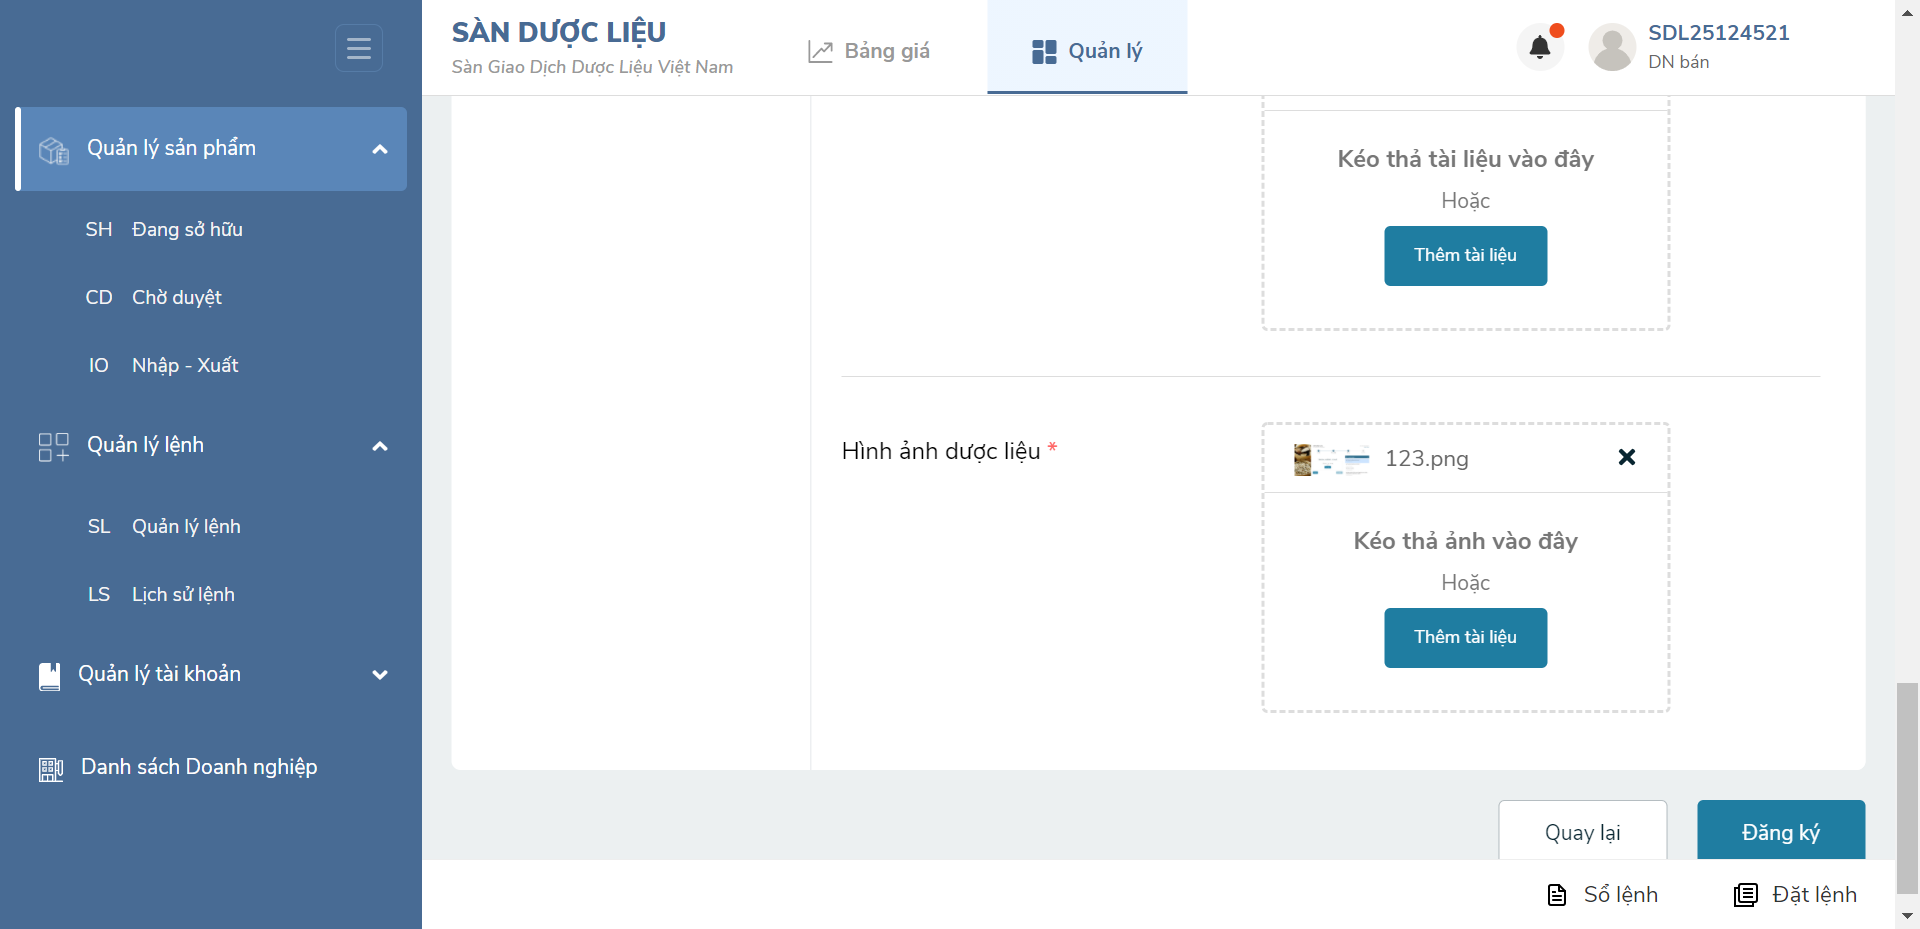 SÀN DƯỢC LIỆU
Sàn Giao Dịch Dược Liệu Việt Nam
Bảng giá
Quản lý
SDL25124521
DN bán
Quản lý sản phẩm
SH Đang sở hữu
CD Chờ duyệt
IO Nhập - Xuất
Quản lý lệnh
SL Quản lý lệnh
LS Lịch sử lệnh
Quản lý tài khoản
Danh sách Doanh nghiệp
Kéo thả tài liệu vào đây
Hoặc
Thêm tài liệu
Hình ảnh dược liệu *
123.png
Kéo thả ảnh vào đây
Hoặc
Thêm tài liệu
Quay lại
Đăng ký
Sổ lệnh
Đặt lệnh